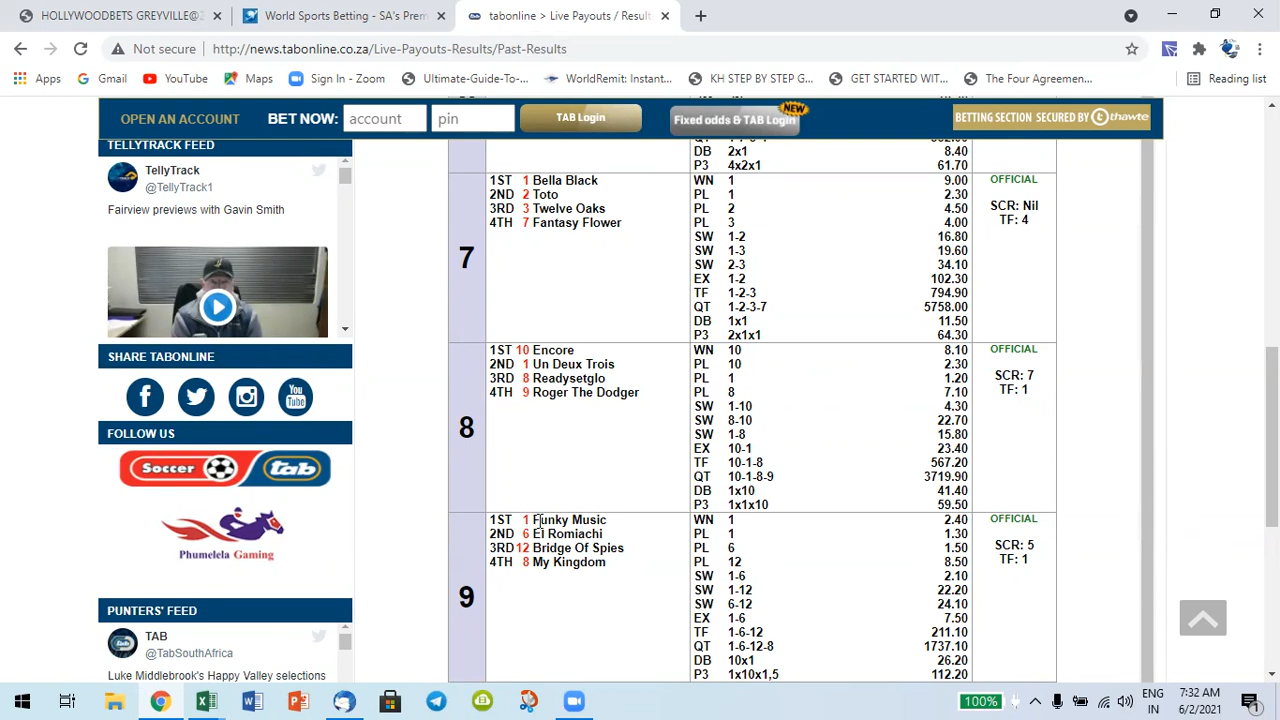 HOLLYWOODBETS GREYVILLE@2
World Sports Betting - SA's Premi
tabonline > Live Payouts / Result
Not secure
http://news.tabonline.co.za/Live-Payouts-Results/Past-Results
Apps
Gmail
YouTube
Maps
Sign In - Zoom
Ultimate-Guide-To-...
WorldRemit: Instant...
KH STEP BY STEP G...
GET STARTED WIT...
The Four Agreemen...
Reading list
OPEN AN ACCOUNT
BET NOW:
account
pin
TAB Login
Fixed odds & TAB Login
NEW
BETTING SECTION SECURED BY thawte
TELLYTRACK FEED
TellyTrack
@TellyTrack1
Fairview previews with Gavin Smith
SHARE TABONLINE
You
Tube
FOLLOW US
Soccer tab
Phumelela Gaming
PUNTERS' FEED
TAB
@TabSouthAfrica
Luke Middlebrook's Happy Valley selections
DB 2x1 8.40
P3 4x2x1 61.70
7
1ST 1 Bella Black
2ND 2 Toto
3RD 3 Twelve Oaks
4TH 7 Fantasy Flower
WN 1 9.00
PL 1 2.30
PL 2 4.50
PL 3 4.00
SW 1-2 16.80
SW 1-3 19.60
SW 2-3 34.10
EX 1-2 102.30
TF 1-2-3 794.90
QT 1-2-3-7 5758.00
DB 1x1 11.50
P3 2x1x1 64.30
OFFICIAL
SCR: Nil
TF: 4
8
1ST 10 Encore
2ND 1 Un Deux Trois
3RD 8 Readysetglo
4TH 9 Roger The Dodger
WN 10 8.10
PL 10 2.30
PL 1 1.20
PL 8 7.10
SW 1-10 4.30
SW 8-10 22.70
SW 1-8 15.80
EX 10-1 23.40
TF 10-1-8 567.20
QT 10-1-8-9 3719.90
DB 1x10 41.40
P3 1x1x10 59.50
OFFICIAL
SCR: 7
TF: 1
9
1ST 1 Funky Music
2ND 6 El Romiachi
3RD 12 Bridge Of Spies
4TH 8 My Kingdom
WN 1 2.40
PL 1 1.30
PL 6 1.50
PL 12 8.50
SW 1-6 2.10
SW 1-12 22.20
SW 6-12 24.10
EX 1-6 7.50
TF 1-6-12 211.10
QT 1-6-12-8 1737.10
DB 10x1 26.20
P3 1x10x1,5 112.20
OFFICIAL
SCR: 5
TF: 1
100%
ENG
IN
7:32 AM
6/2/2021